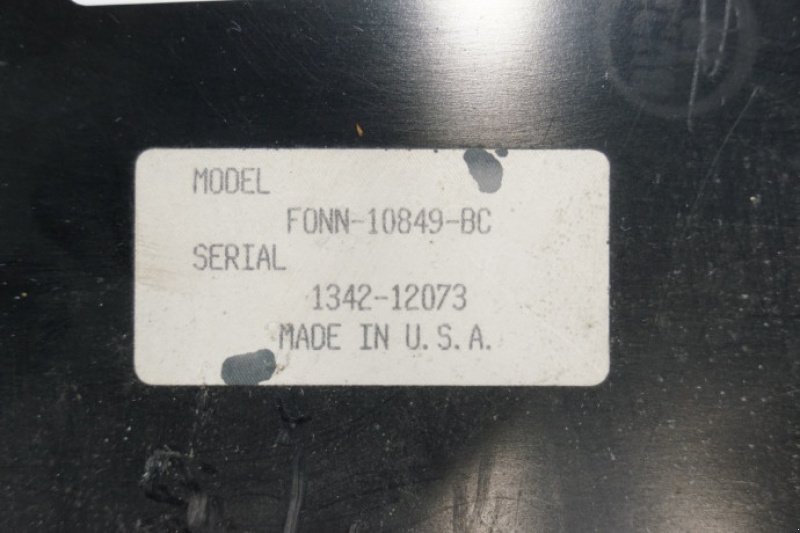 MODEL
FONN-10849-BC
SERIAL
1342-12073
MADE IN U.S.A.